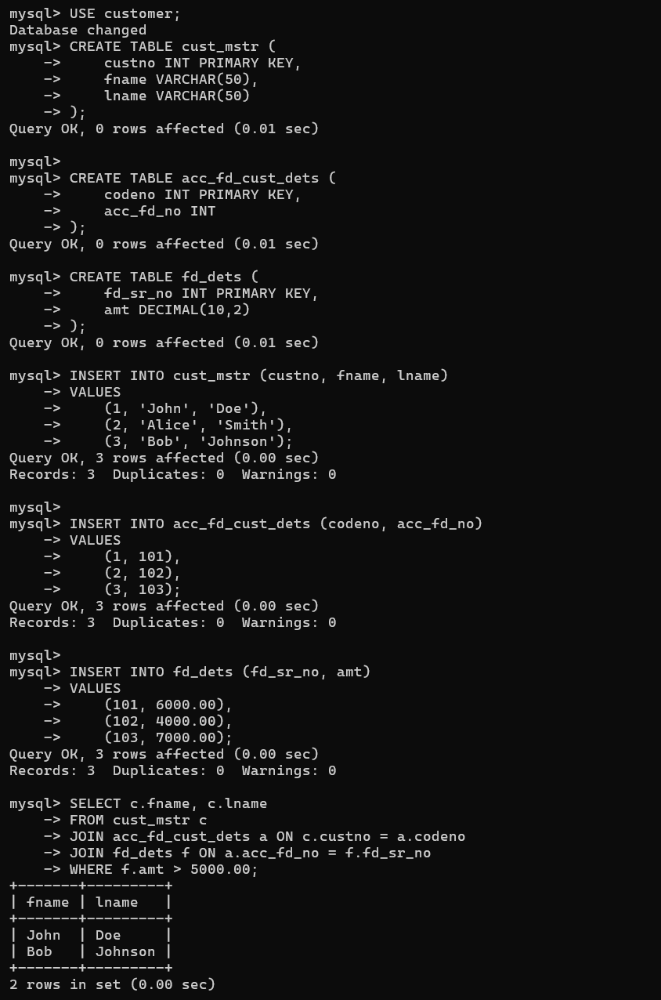 mysql> USE customer;
Database changed
mysql> CREATE TABLE cust_mstr (
    ->     custno INT PRIMARY KEY,
    ->     fname VARCHAR(50),
    ->     lname VARCHAR(50)
    -> );
Query OK, 0 rows affected (0.01 sec)

mysql>
mysql> CREATE TABLE acc_fd_cust_dets (
    ->     codeno INT PRIMARY KEY,
    ->     acc_fd_no INT
    -> );
Query OK, 0 rows affected (0.01 sec)

mysql> CREATE TABLE fd_dets (
    ->     fd_sr_no INT PRIMARY KEY,
    ->     amt DECIMAL(10,2)
    -> );
Query OK, 0 rows affected (0.01 sec)

mysql> INSERT INTO cust_mstr (custno, fname, lname)
    -> VALUES
    ->     (1, 'John', 'Doe'),
    ->     (2, 'Alice', 'Smith'),
    ->     (3, 'Bob', 'Johnson');
Query OK, 3 rows affected (0.00 sec)
Records: 3  Duplicates: 0  Warnings: 0

mysql>
mysql> INSERT INTO acc_fd_cust_dets (codeno, acc_fd_no)
    -> VALUES
    ->     (1, 101),
    ->     (2, 102),
    ->     (3, 103);
Query OK, 3 rows affected (0.00 sec)
Records: 3  Duplicates: 0  Warnings: 0

mysql>
mysql> INSERT INTO fd_dets (fd_sr_no, amt)
    -> VALUES
    ->     (101, 6000.00),
    ->     (102, 4000.00),
    ->     (103, 7000.00);
Query OK, 3 rows affected (0.00 sec)
Records: 3  Duplicates: 0  Warnings: 0

mysql> SELECT c.fname, c.lname
    -> FROM cust_mstr c
    -> JOIN acc_fd_cust_dets a ON c.custno = a.codeno
    -> JOIN fd_dets f ON a.acc_fd_no = f.fd_sr_no
    -> WHERE f.amt > 5000.00;
+-------+---------+
| fname | lname   |
+-------+---------+
| John  | Doe     |
| Bob   | Johnson |
+-------+---------+
2 rows in set (0.00 sec)